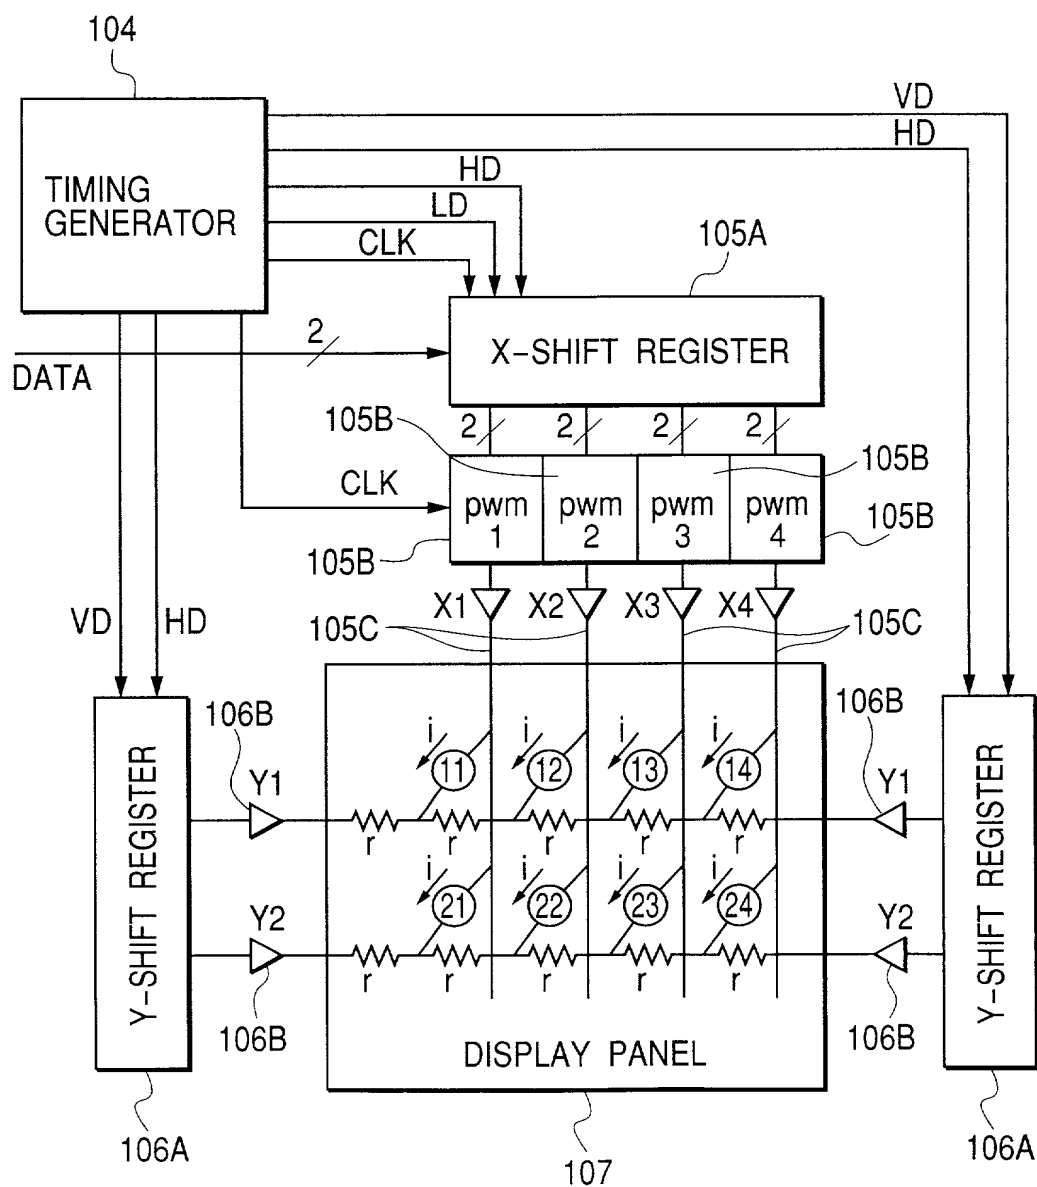 104
VD
HD
TIMING
GENERATOR
HD
LD
CLK
105A
2
DATA
X-SHIFT REGISTER
105B
2 2 2 2
105B
CLK
pwm
1
pwm
2
pwm
3
pwm
4
105B
105B
X1 X2 X3 X4
105C
105C
VD HD
106B
106B
Y1
i i i i
11 12 13 14
Y1
r r r r r
Y-SHIFT REGISTER
Y-SHIFT REGISTER
Y2
i i i i
21 22 23 24
Y2
r r r r r
106B
106B
DISPLAY PANEL
106A
107
106A